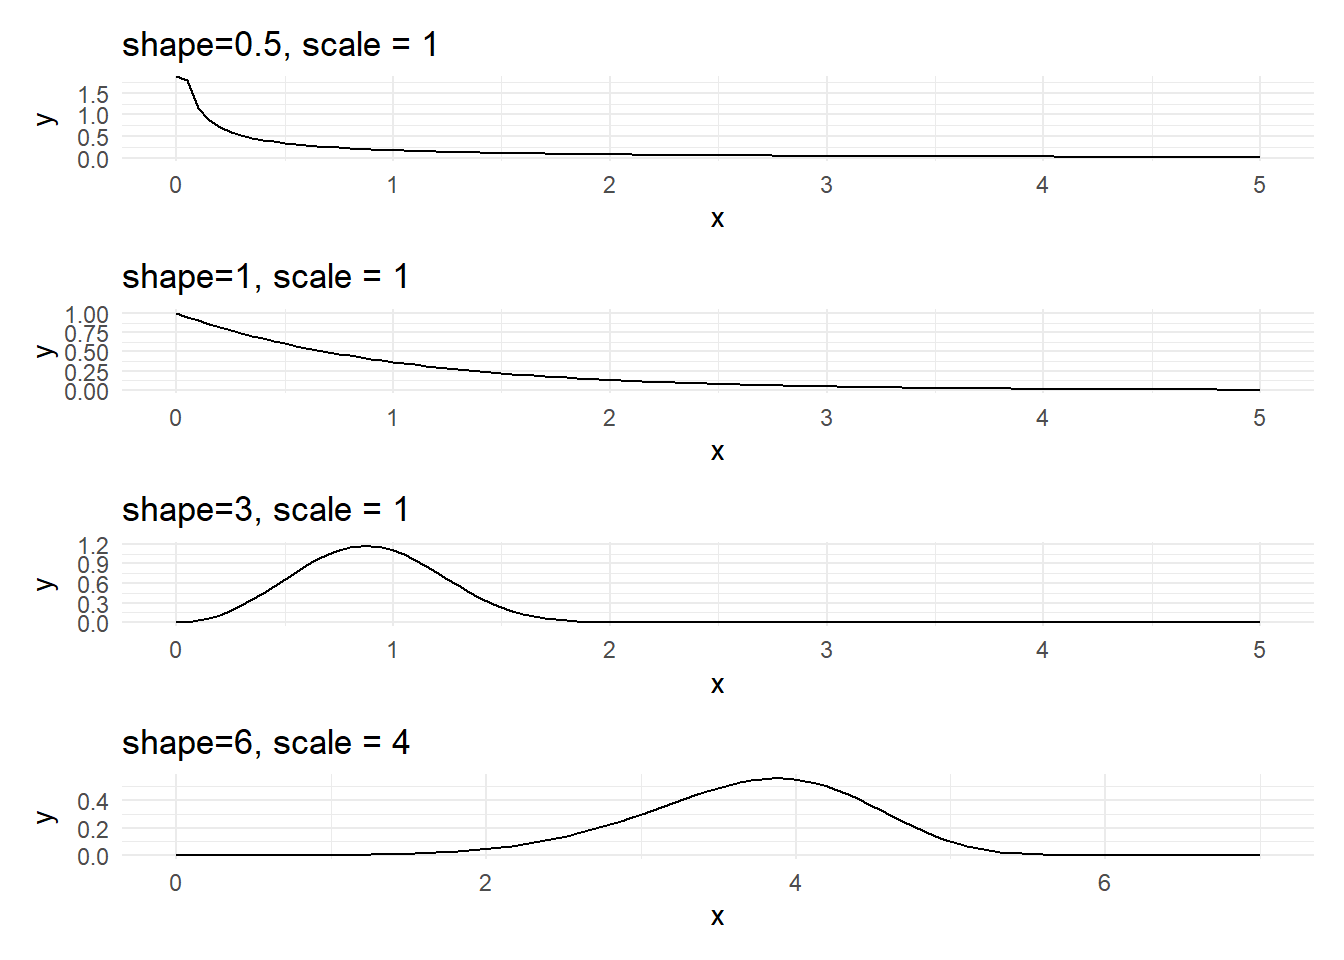 shape=0.5, scale = 1
y
1.5
1.0
0.5
0.0
0 1 2 3 4 5
x
shape=1, scale = 1
y
1.00
0.75
0.50
0.25
0.00
0 1 2 3 4 5
x
shape=3, scale = 1
y
1.2
0.9
0.6
0.3
0.0
0 1 2 3 4 5
x
shape=6, scale = 4
y
0.4
0.2
0.0
0 2 4 6
x